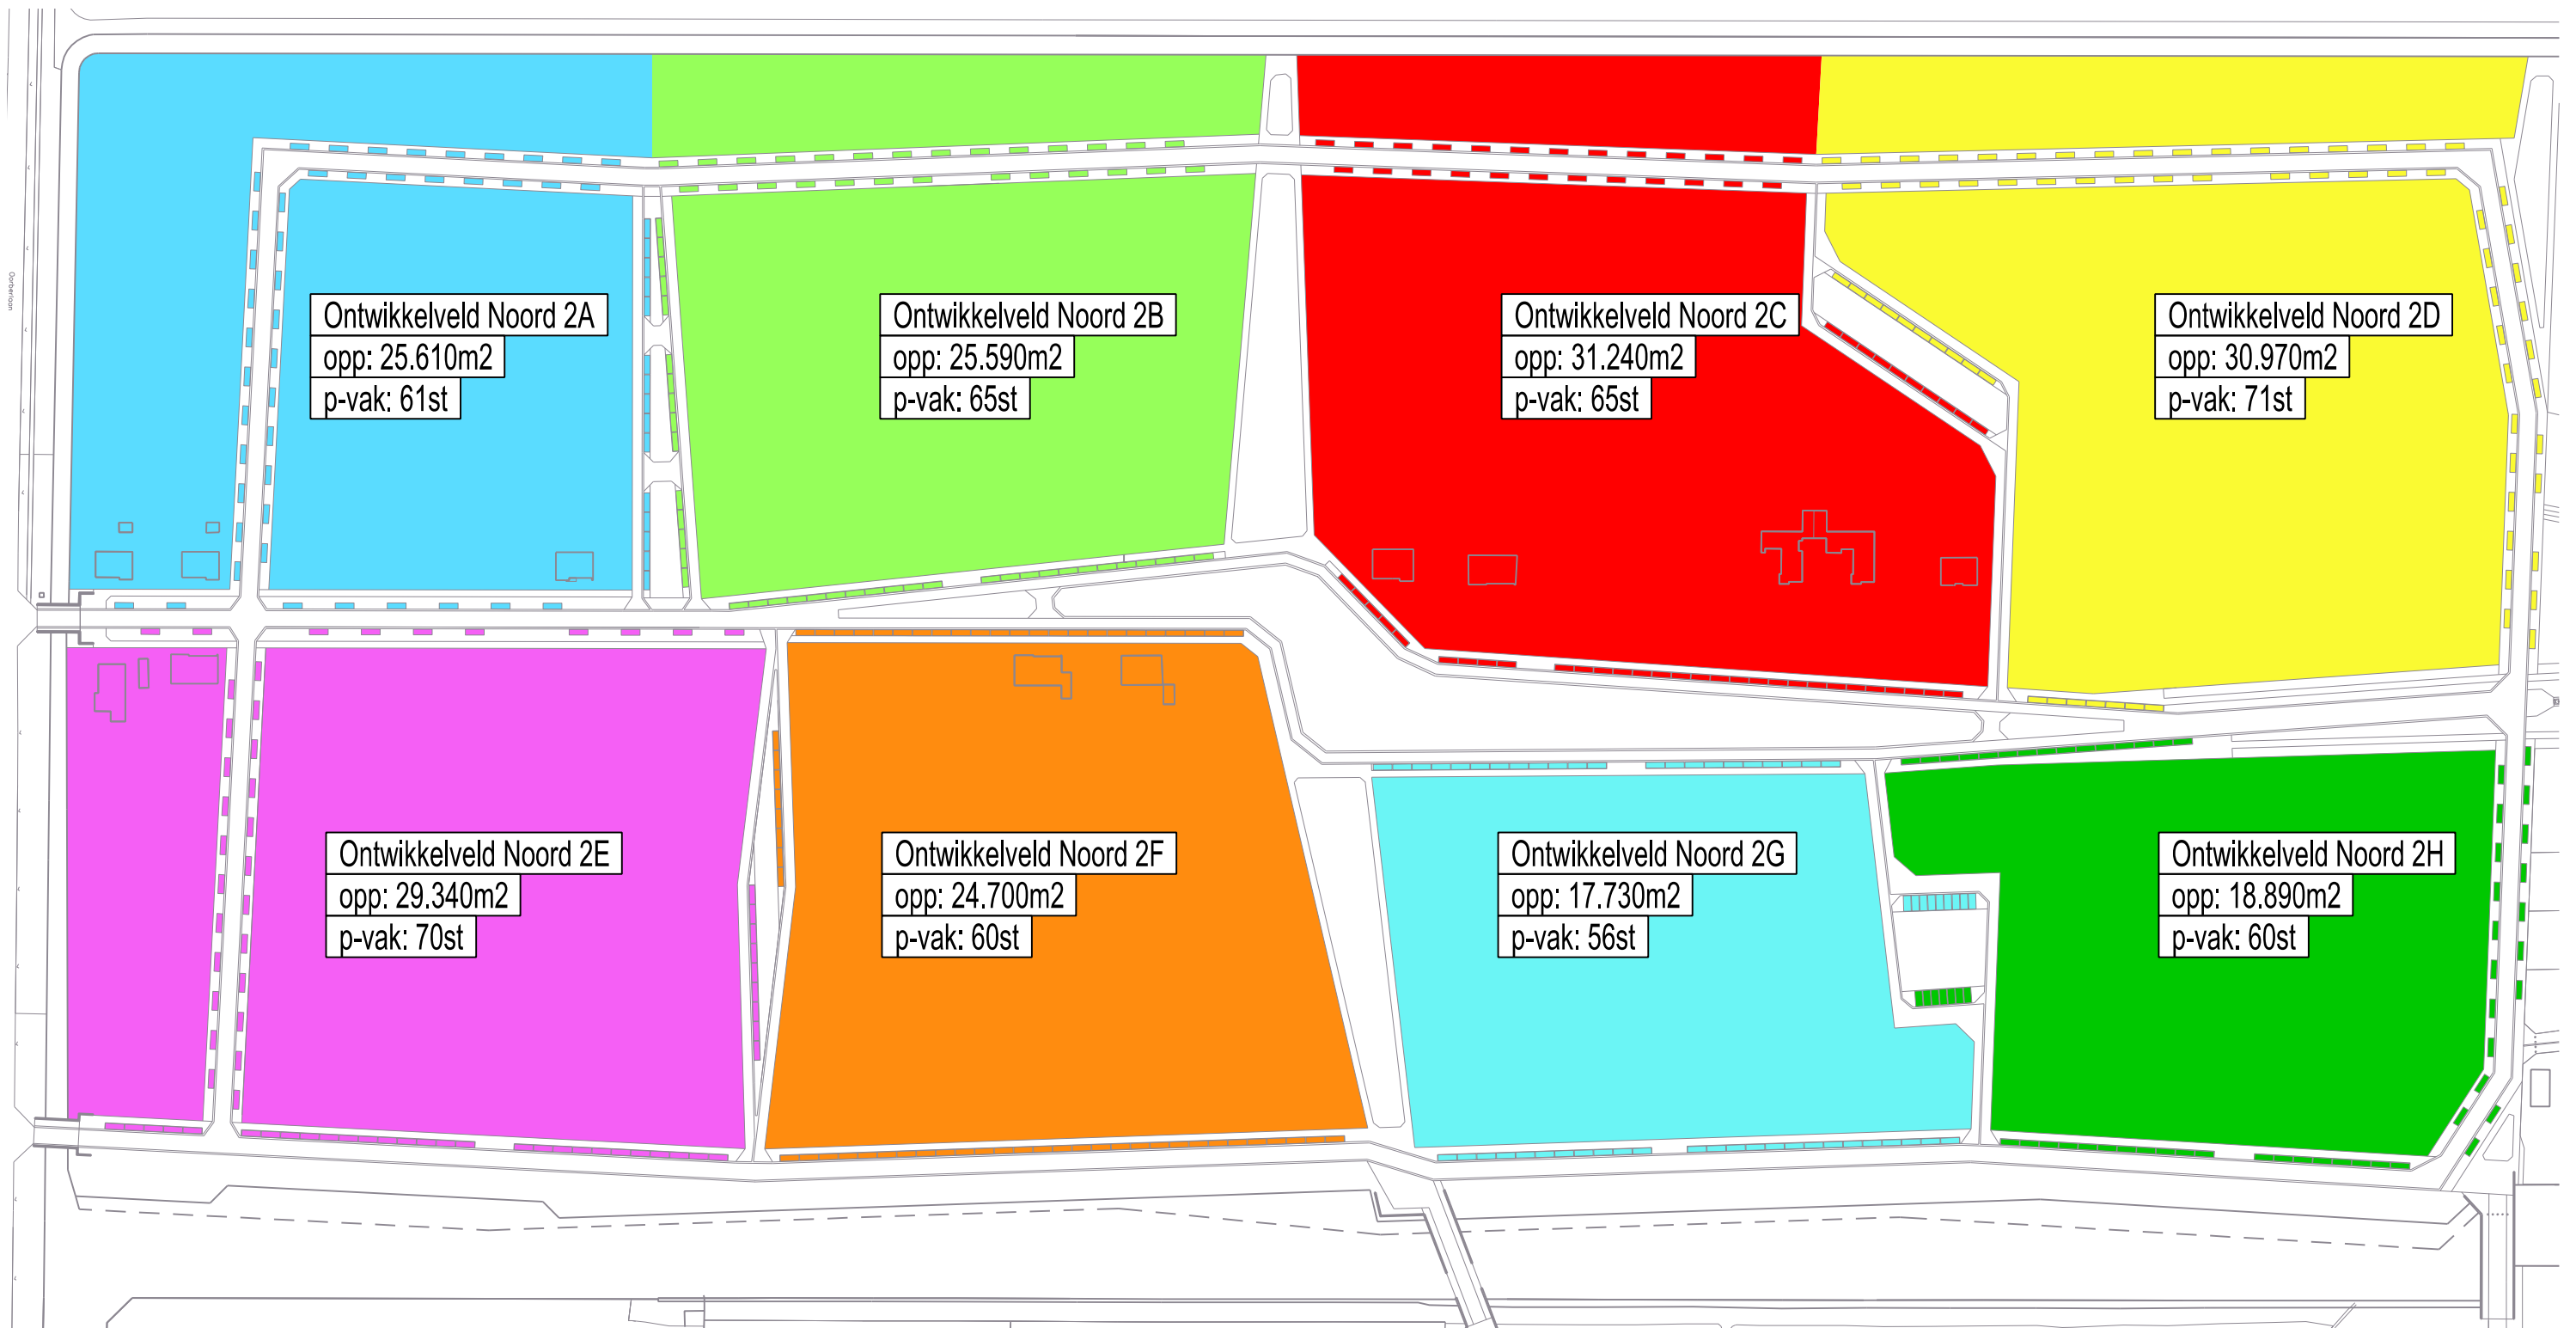 Ontwikkelveld Noord 2A
opp: 25.610m2
p-vak: 61st
Ontwikkelveld Noord 2B
opp: 25.590m2
p-vak: 65st
Ontwikkelveld Noord 2C
opp: 31.240m2
p-vak: 65st
Ontwikkelveld Noord 2D
opp: 30.970m2
p-vak: 71st
Ontwikkelveld Noord 2E
opp: 29.340m2
p-vak: 70st
Ontwikkelveld Noord 2F
opp: 24.700m2
p-vak: 60st
Ontwikkelveld Noord 2G
opp: 17.730m2
p-vak: 56st
Ontwikkelveld Noord 2H
opp: 18.890m2
p-vak: 60st